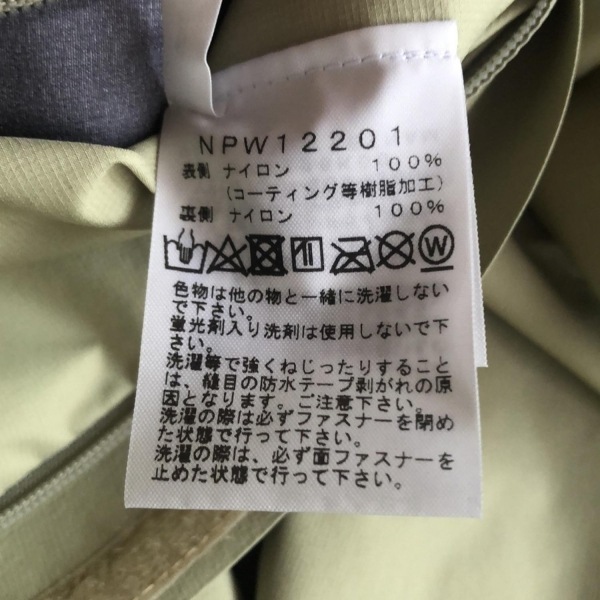 NPW12201
表側 ナイロン 100%
(コーティング等樹脂加工)
裏側 ナイロン 100%
W
色物は他の物と一緒に洗濯しない
で下さい。
蛍光剤入り洗剤は使用しないで下
さい。
洗濯等で強くねじったりすること
は、縫目の防水テープ剥がれの原
因となります。ご注意下さい。
洗濯の際は必ずファスナーを閉め
た状態で行って下さい。
洗濯の際は、必ず面ファスナーを
止めた状態で行って下さい。